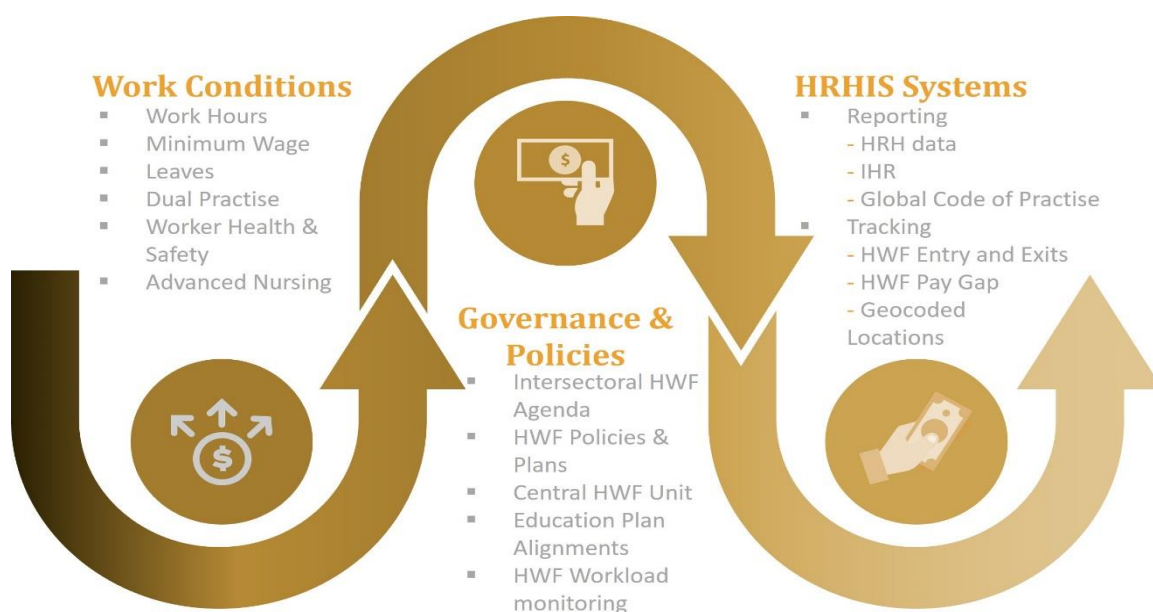 Work Conditions
▪ Work Hours
▪ Minimum Wage
▪ Leaves
▪ Dual Practise
▪ Worker Health &
Safety
▪ Advanced Nursing
$
$
Governance &
Policies
▪ Intersectoral HWF
Agenda
▪ HWF Policies &
Plans
▪ Central HWF Unit
▪ Education Plan
Alignments
▪ HWF Workload
monitoring
HRHIS Systems
▪ Reporting
- HRH data
- IHR
- Global Code of Practise
▪ Tracking
- HWF Entry and Exits
- HWF Pay Gap
- Geocoded
Locations